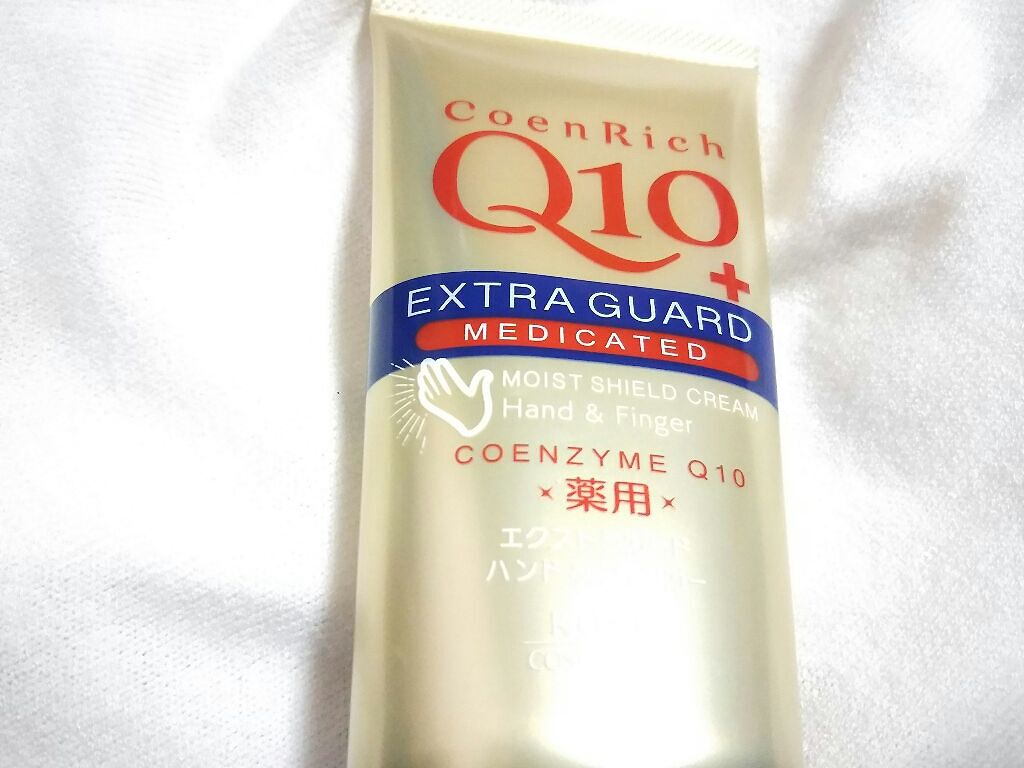 CoenRich
Q10
+
EXTRA GUARD
MEDICATED
MOIST SHIELD CREAM
Hand & Finger
COENZYME Q10
薬用